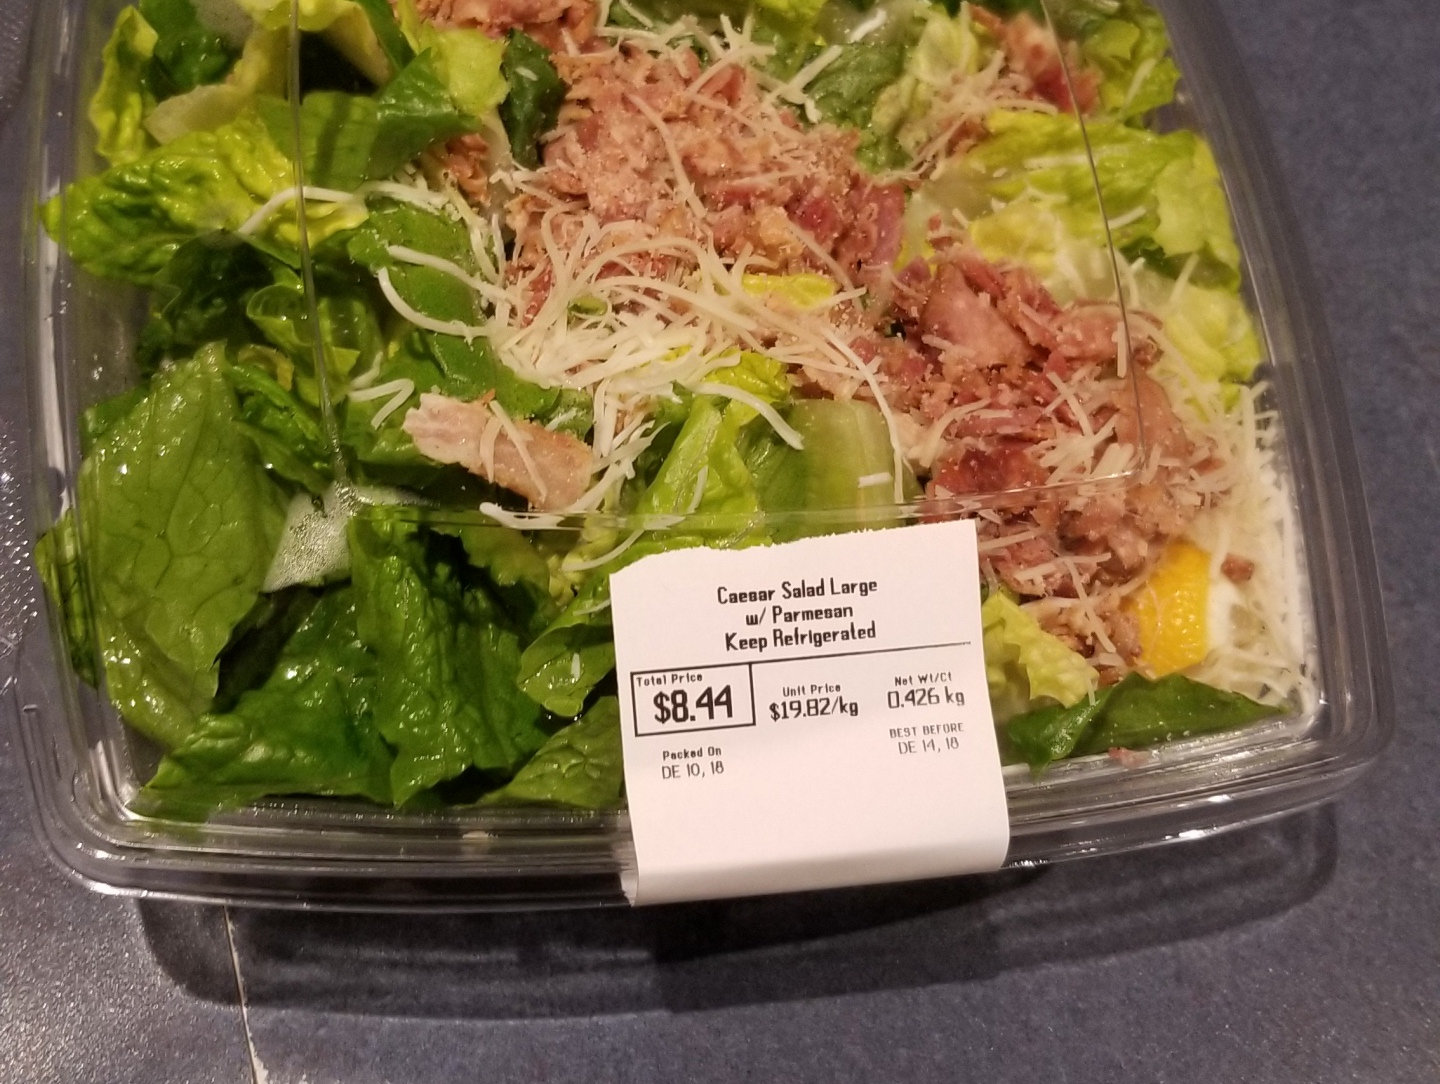 Caesar Salad Large
w/ Parmesan
Keep Refrigerated
Total Price
$8.44
Unit Price
$19.82/kg
Net Wt/Ct
0.426 kg
Packed On
DE 10, 18
BEST BEFORE
DE 14, 18